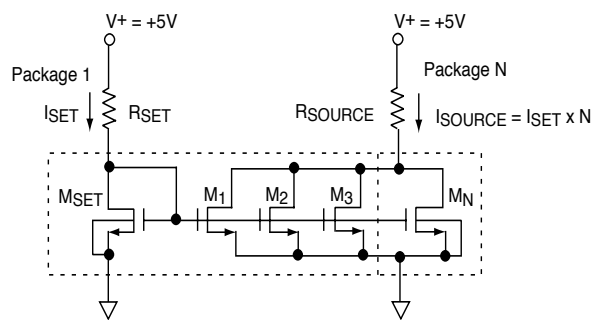 V+ = +5V
V+ = +5V
Package 1
Package N
ISET
RSET
RSOURCE
ISOURCE = ISET x N
MSET
M1
M2
M3
MN